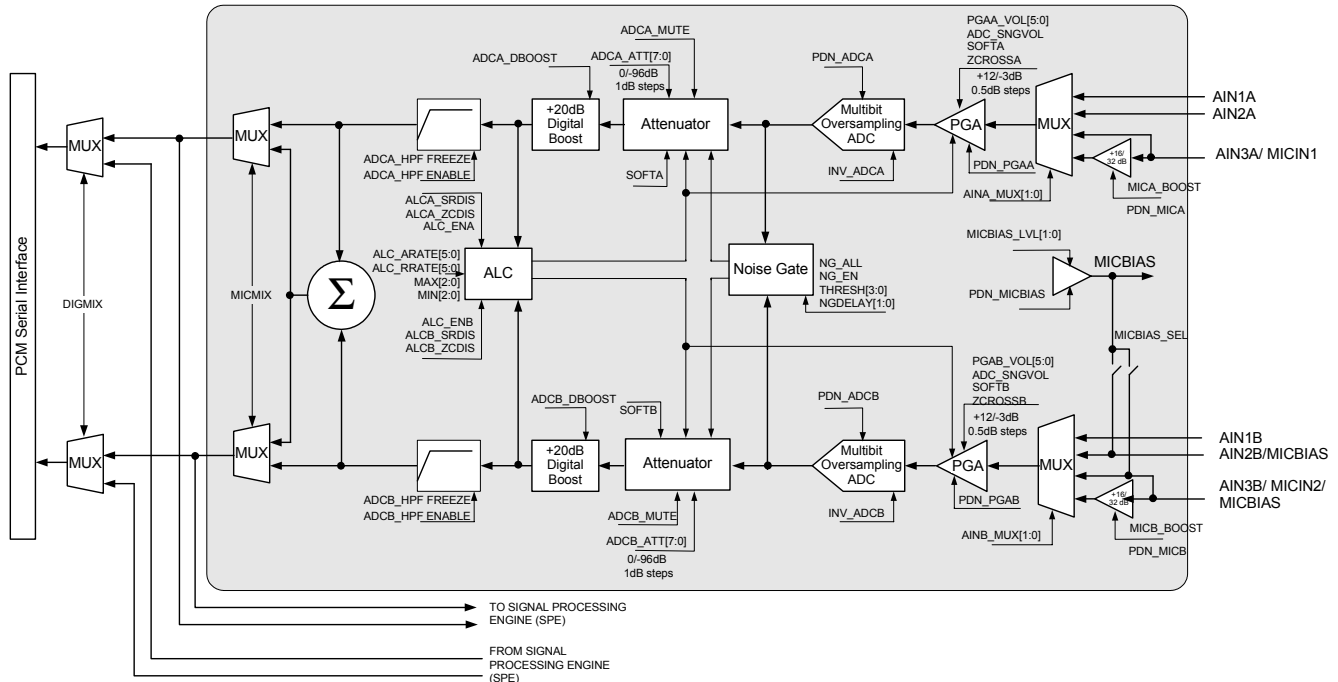 PGAA_VOL[5:0]
ADC_SNGVOL
SOFTA
ZCROSSA
+12/-3dB
0.5dB steps
ADCA_MUTE
ADCA_DBOOST
ADCA_ATT[7:0]
0/-96dB
1dB steps
PDN_ADCA
MUX
MUX
+20dB
Digital
Boost
Attenuator
Multibit
Oversampling
ADC
PGA
MUX
AIN1A
AIN2A
AIN3A/ MICIN1
+16/
32 dB
ADCA_HPF FREEZE
ADCA_HPF ENABLE
SOFTA
INV_ADCA
PDN_PGAA
AINA_MUX[1:0]
MICA_BOOST
PDN_MICA
ALCA_SRDIS
ALCA_ZCDIS
ALC_ENA
ALC_ARATE[5:0]
ALC_RRATE[5:0]
MAX[2:0]
MIN[2:0]
ALC
ALC_ENB
ALCB_SRDIS
ALCB_ZCDIS
Noise Gate
NG_ALL
NG_EN
THRESH[3:0]
NGDELAY[1:0]
MICBIAS_LVL[1:0]
MICBIAS
PDN_MICBIAS
MICBIAS_SEL
PCM Serial Interface
DIGMIX
MICMIX
Σ
PGAB_VOL[5:0]
ADC_SNGVOL
SOFTB
ZCROSSB
+12/-3dB
0.5dB steps
ADCB_DBOOST
SOFTB
PDN_ADCB
MUX
MUX
+20dB
Digital
Boost
Attenuator
Multibit
Oversampling
ADC
PGA
MUX
AIN1B
AIN2B/MICBIAS
AIN3B/ MICIN2/
MICBIAS
+16/
32 dB
ADCB_HPF FREEZE
ADCB_HPF ENABLE
ADCB_MUTE
ADCB_ATT[7:0]
0/-96dB
1dB steps
INV_ADCB
PDN_PGAB
AINB_MUX[1:0]
MICB_BOOST
PDN_MICB
TO SIGNAL PROCESSING
ENGINE (SPE)
FROM SIGNAL
PROCESSING ENGINE
(SPE)